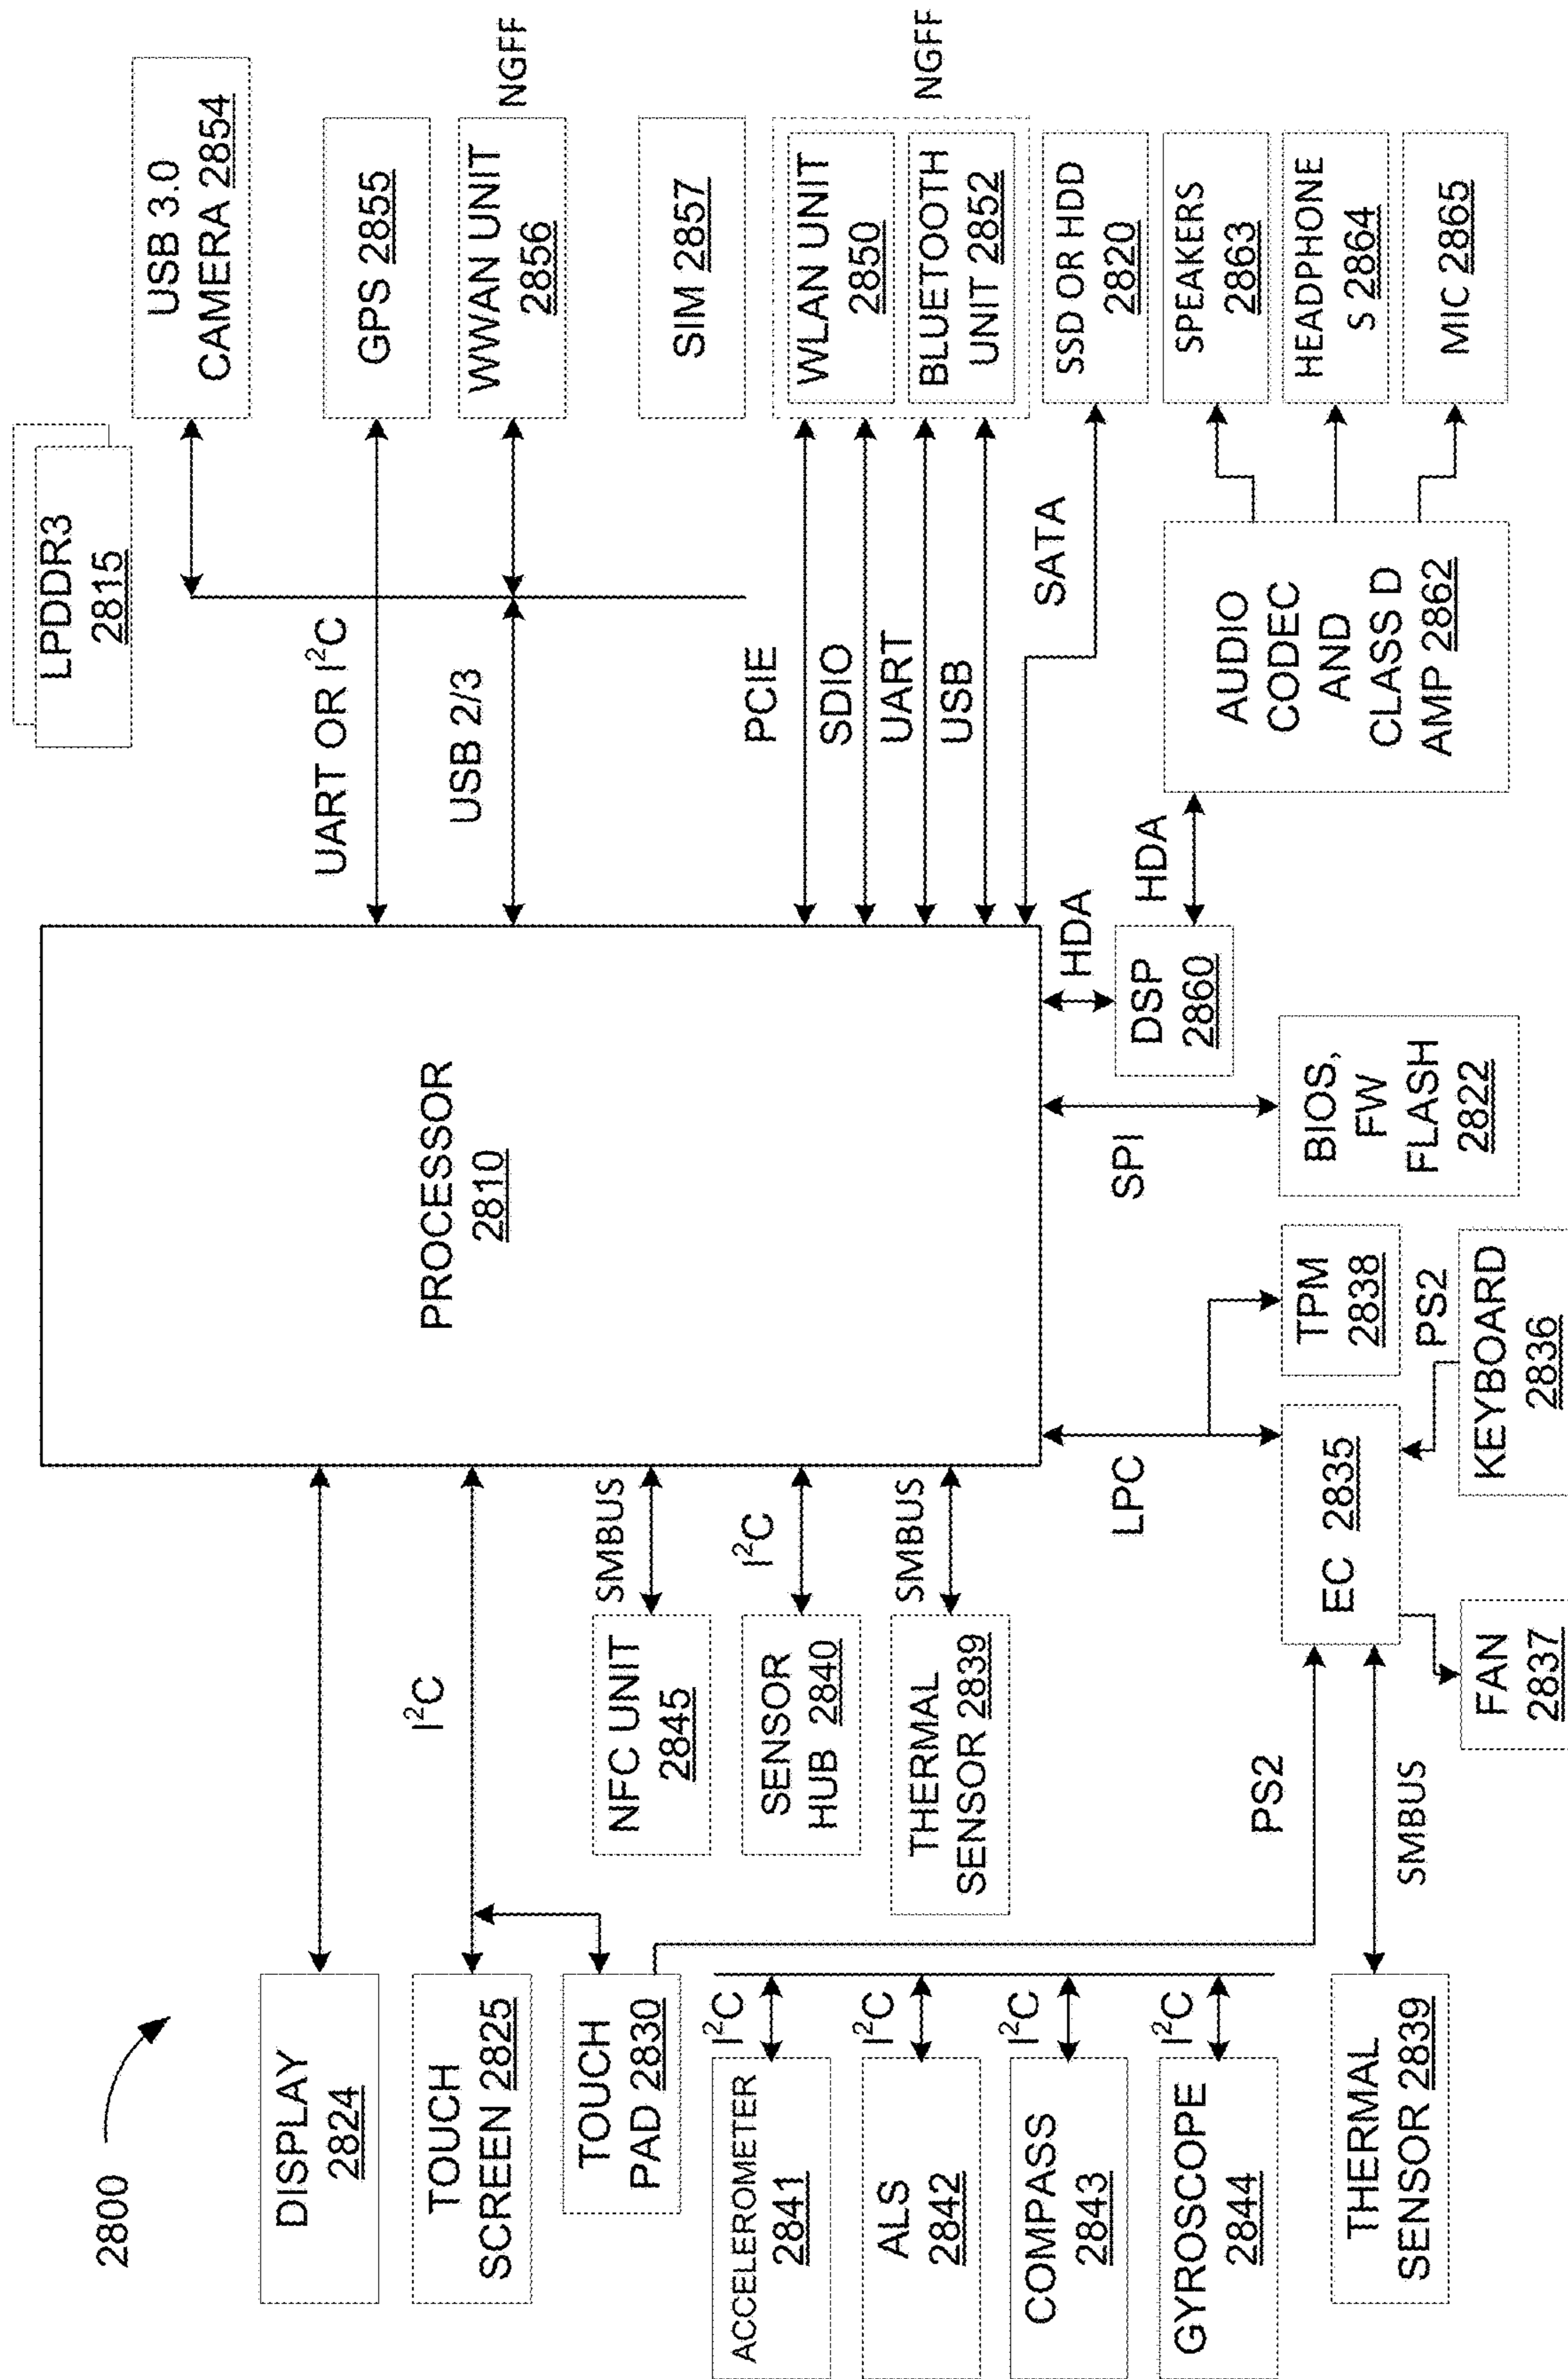 2800
LPDDR3
2815
DISPLAY
2824
TOUCH
SCREEN 2825
TOUCH
PAD 2830
I²C
PROCESSOR
2810
UART OR I²C
USB 2/3
USB 3.0
CAMERA 2854
GPS 2855
WWAN UNIT
2856
NGFF
SIM 2857
NFC UNIT
2845
SMBUS
SENSOR
HUB 2840
I²C
THERMAL
SENSOR 2839
SMBUS
ACCELEROMETER
2841
I²C
ALS
2842
I²C
COMPASS
2843
I²C
GYROSCOPE
2844
I²C
PCIE
SDIO
UART
USB
WLAN UNIT
2850
BLUETOOTH
UNIT 2852
NGFF
SATA
SSD OR HDD
2820
SPEAKERS
2863
HEADPHONE
S 2864
MIC 2865
AUDIO
CODEC
AND
CLASS D
AMP 2862
HDA
HDA
DSP
2860
SPI
BIOS,
FW
FLASH
2822
LPC
TPM
2838
PS2
KEYBOARD
2836
EC 2835
FAN
2837
PS2
SMBUS
THERMAL
SENSOR 2839